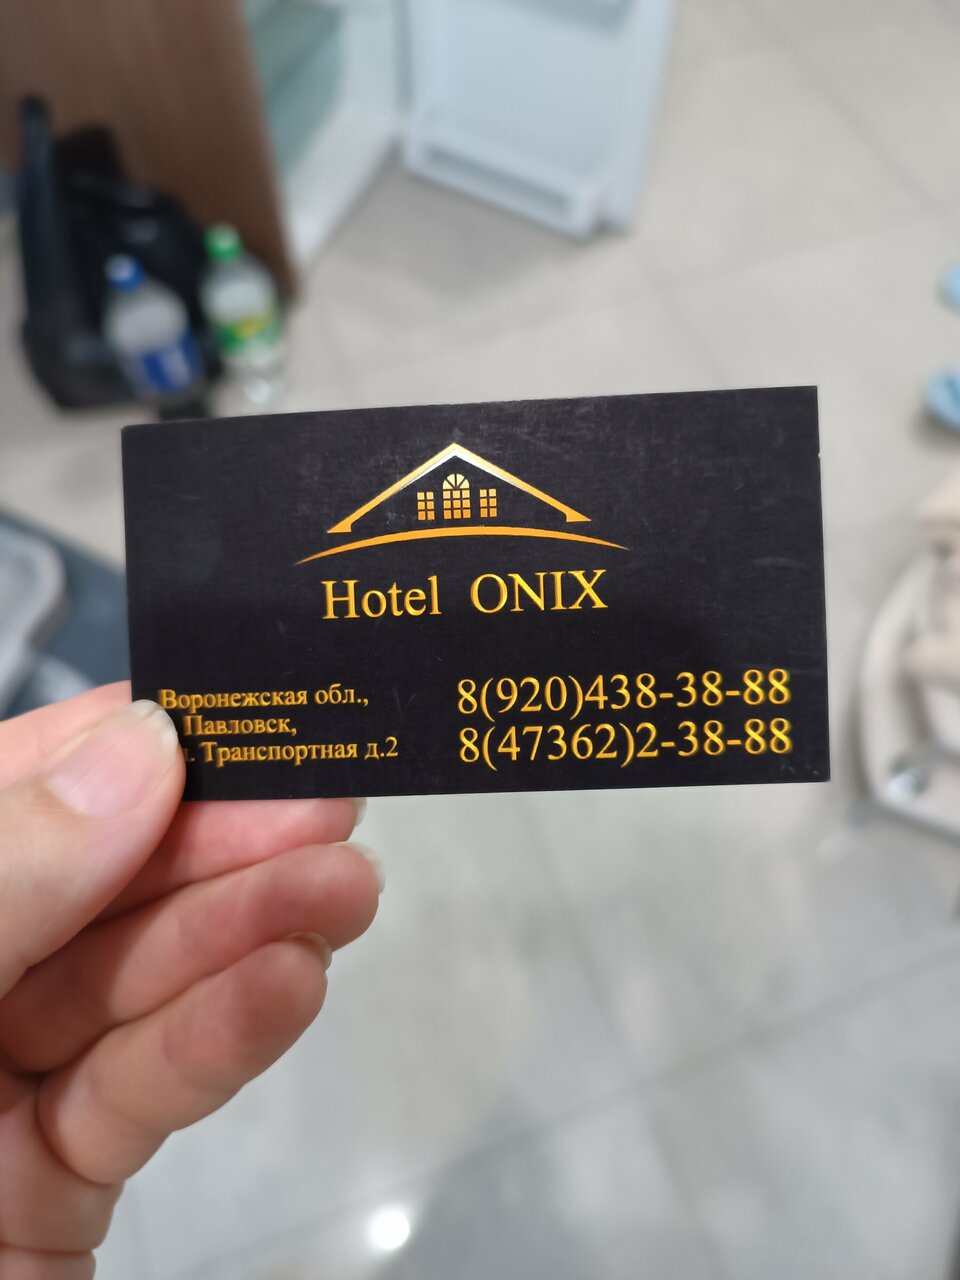 Hotel ONIX
Воронежская обл.,
Павловск,
Транспортная д.2
8(920)438-38-88
8(47362)2-38-88